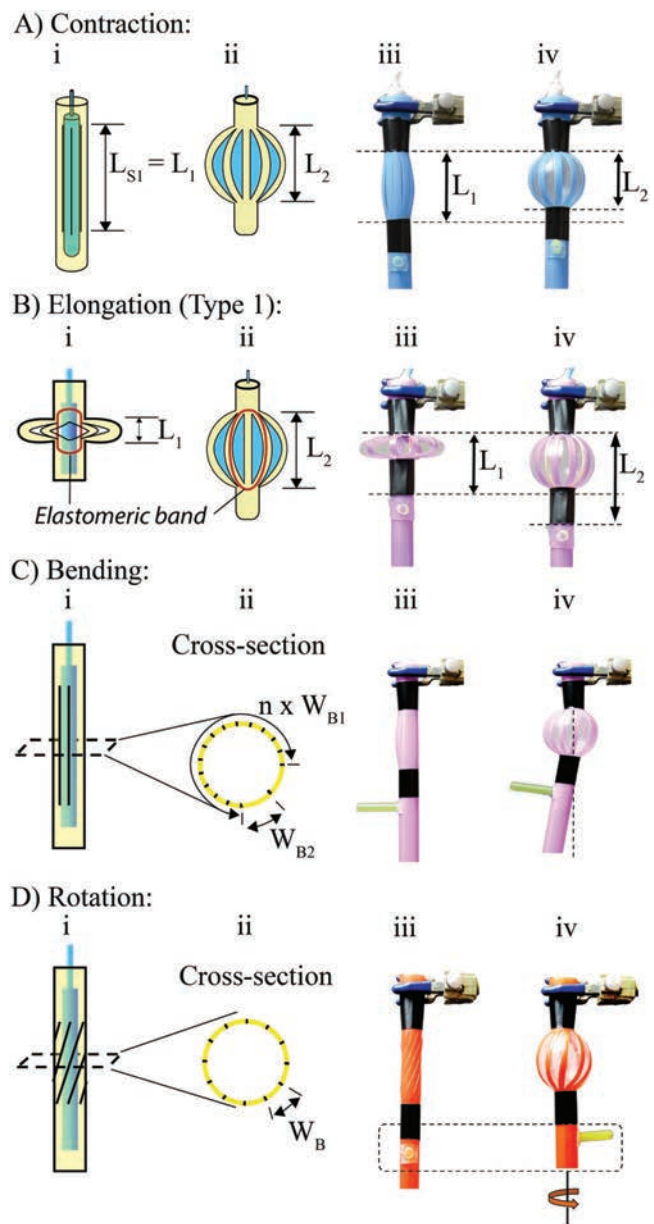 A) Contraction:
i ii iii iv
L_S1 = L_1 L_2 L_1 L_2
B) Elongation (Type 1):
i ii iii iv
L_1 L_2 L_1 L_2
Elastomeric band
C) Bending:
i ii iii iv
Cross-section
n x W_B1
W_B2
D) Rotation:
i ii iii iv
Cross-section
W_B